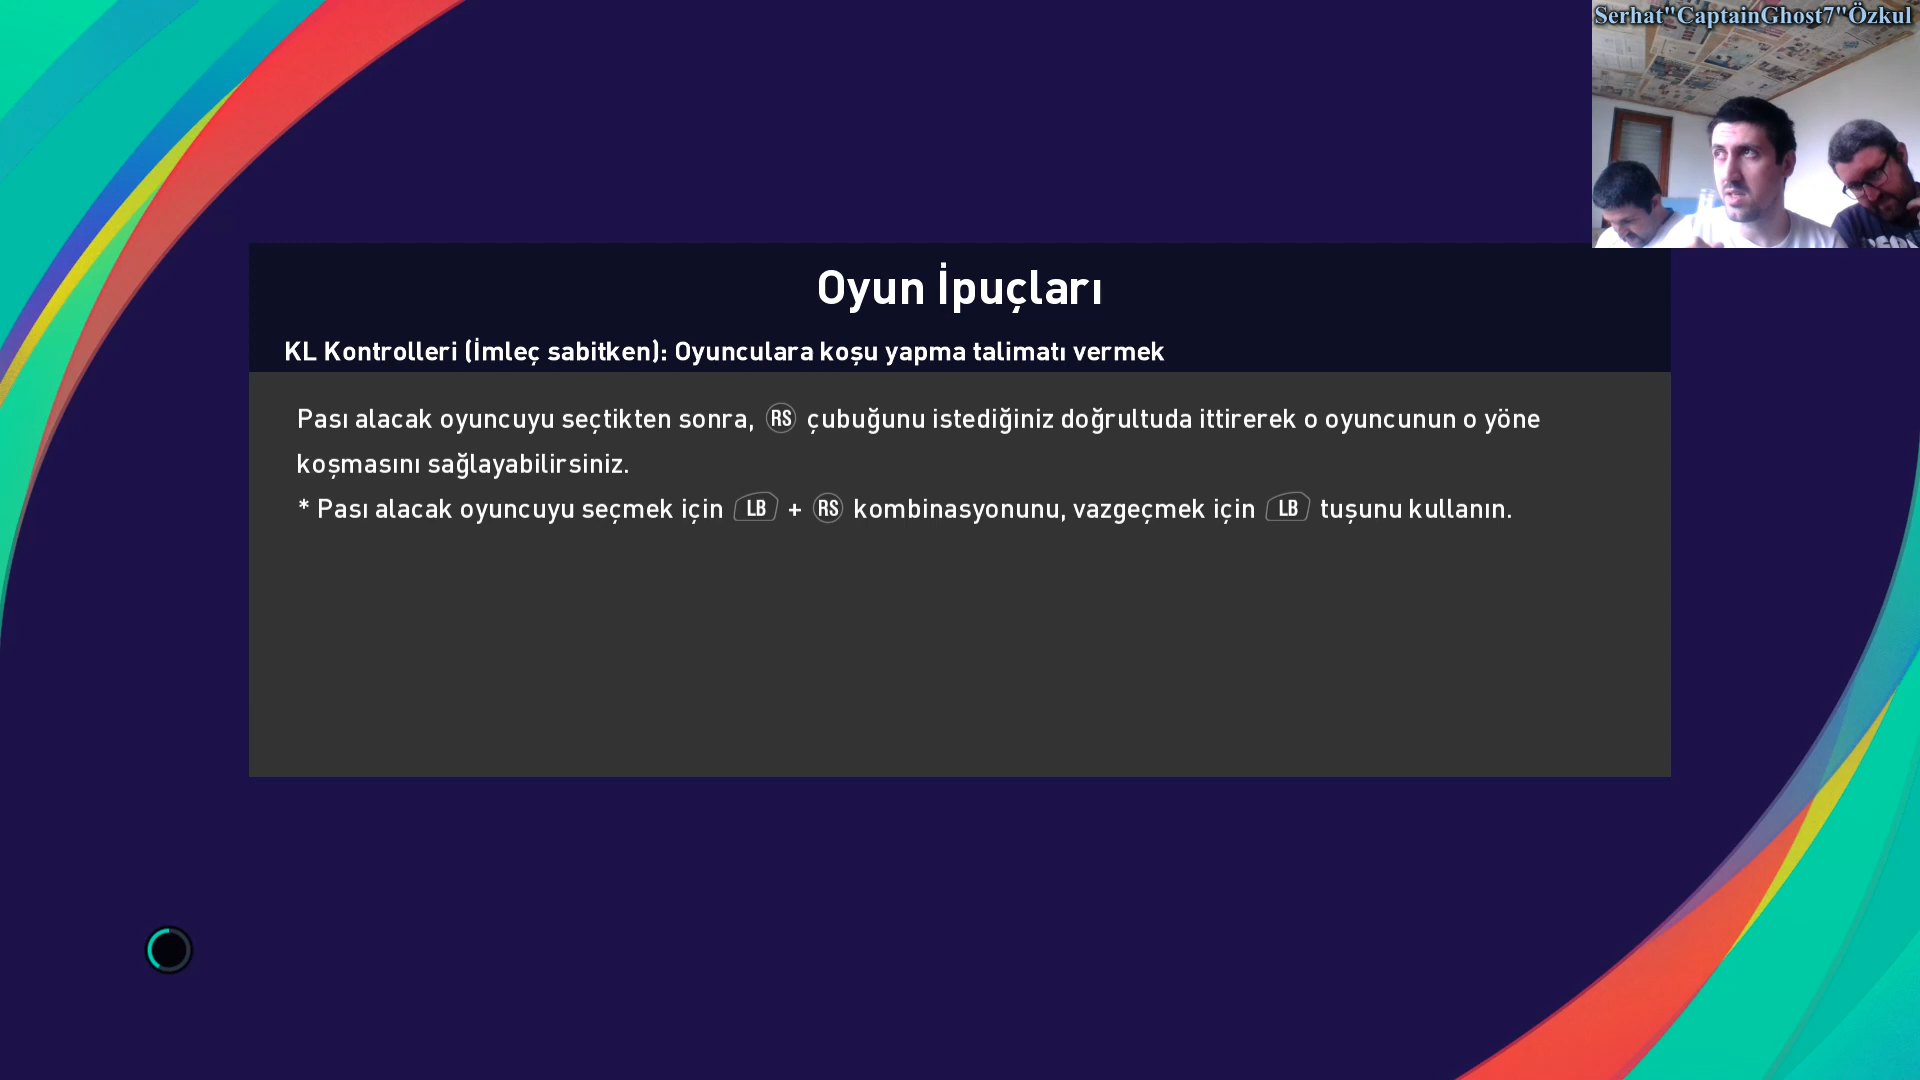 Serhat"CaptainGhost7"Özkul
Oyun İpuçları
KL Kontrolleri (İmleç sabitken): Oyunculara koşu yapma talimatı vermek
Pası alacak oyuncuyu seçtikten sonra, RS çubuğunu istediğiniz doğrultuda ittirerek o oyuncunun o yöne
koşmasını sağlayabilirsiniz.
* Pası alacak oyuncuyu seçmek için LB + RS kombinasyonunu, vazgeçmek için LB tuşunu kullanın.